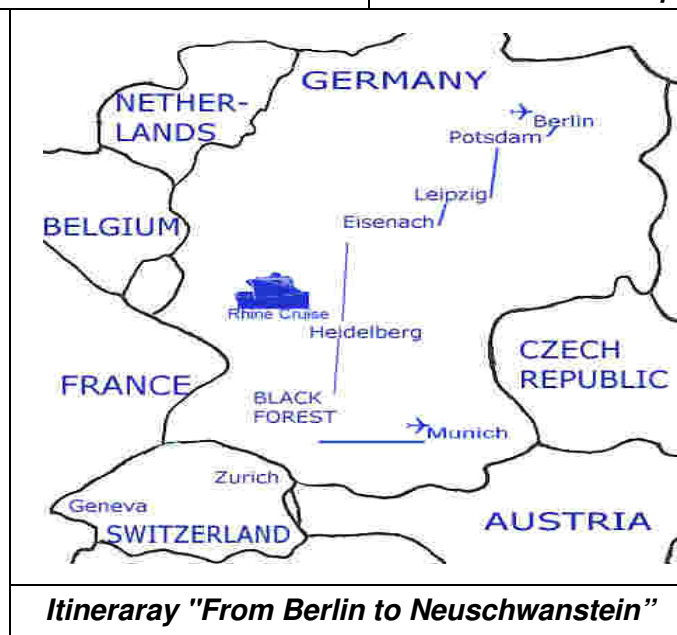 GERMANY
NETHER-
LANDS
Berlin
Potsdam
Leipzig
Eisenach
BELGIUM
Rhine Cruise
Heidelberg
CZECH
REPUBLIC
FRANCE
BLACK
FOREST
Munich
Zurich
Geneva
SWITZERLAND
AUSTRIA
Itineraray "From Berlin to Neuschwanstein”